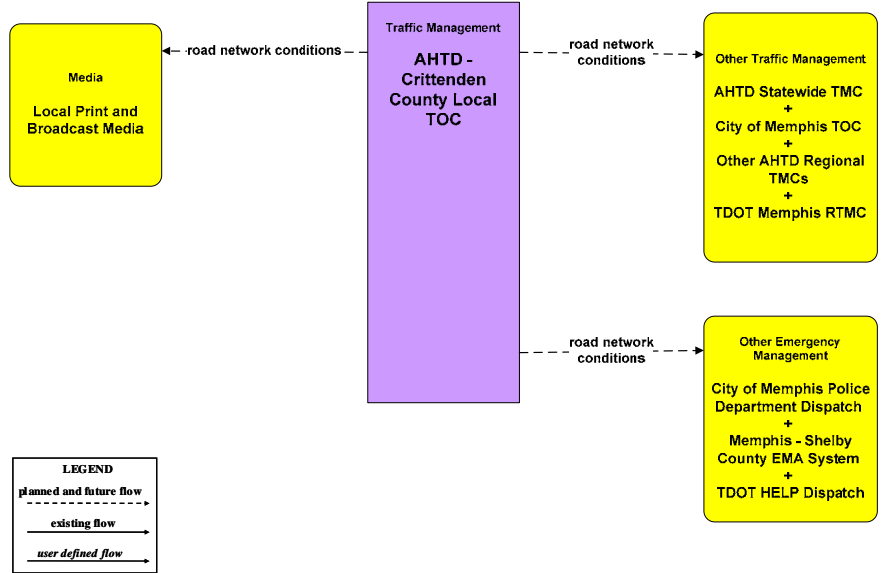 Traffic Management
AHTD -
Crittenden
County Local
TOC
Media
Local Print and
Broadcast Media
road network conditions
road network
conditions
Other Traffic Management
AHTD Statewide TMC
+
City of Memphis TOC
+
Other AHTD Regional
TMCs
+
TDOT Memphis RTMC
road network
conditions
Other Emergency
Management
City of Memphis Police
Department Dispatch
+
Memphis - Shelby
County EMA System
+
TDOT HELP Dispatch
LEGEND
planned and future flow
existing flow
user defined flow